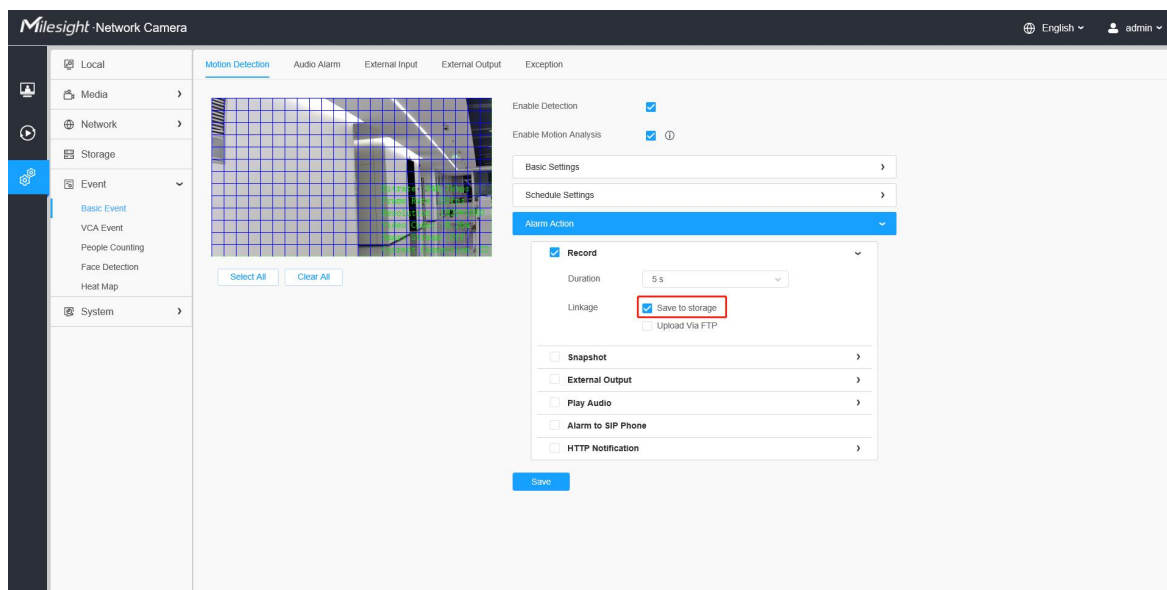 Milesight · Network Camera
English
admin
Local
Media
Network
Storage
Event
Basic Event
VCA Event
People Counting
Face Detection
Heat Map
System
Motion Detection Audio Alarm External Input External Output Exception
Select All Clear All
Enable Detection
Enable Motion Analysis
Basic Settings
Schedule Settings
Alarm Action
Record
Duration 5 s
Linkage Save to storage
Upload Via FTP
Snapshot
External Output
Play Audio
Alarm to SIP Phone
HTTP Notification
Save